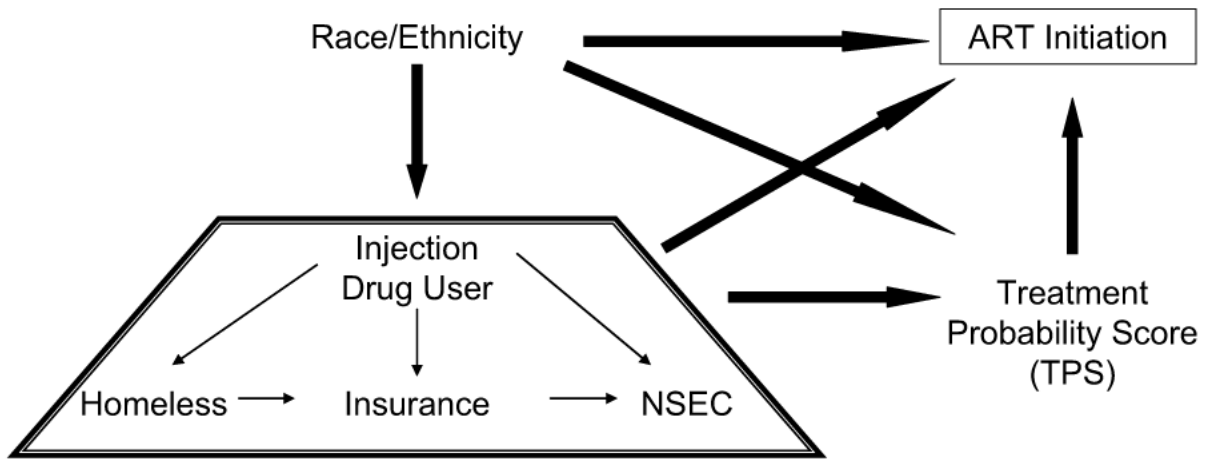 Race/Ethnicity
ART Initiation
Injection
Drug User
Treatment
Probability Score
(TPS)
Homeless
Insurance
NSEC